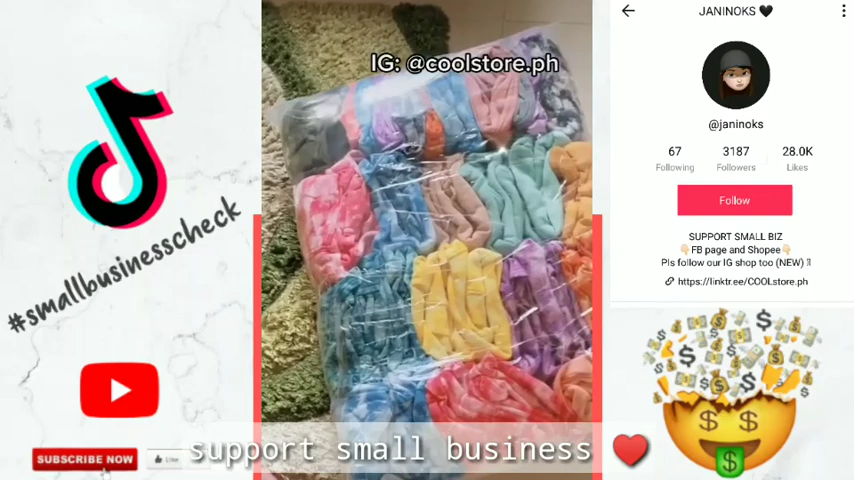 #smallbusinesscheck
SUBSCRIBE NOW
Like
IG: @coolstore.ph
support small business ❤️
JANINOKS 🖤
@janinoks
67 3187 28.0K
Following Followers Likes
Follow
SUPPORT SMALL BIZ
👇🏻FB page and Shopee👇🏻
Pls follow our IG shop too (NEW)
https://linktr.ee/COOLstore.ph